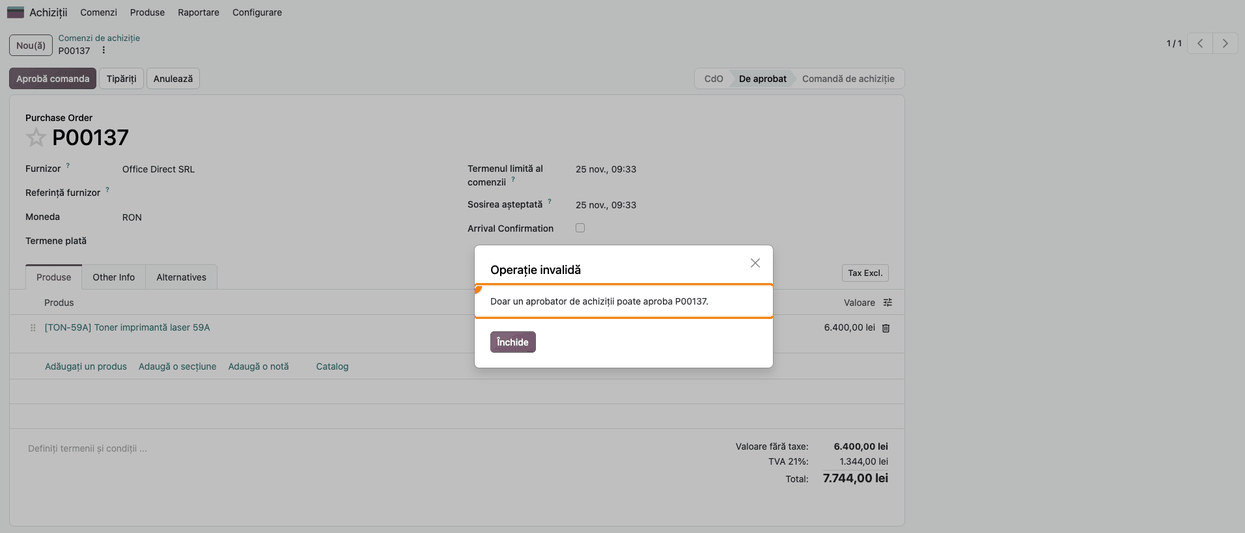 Achiziții Comenzi Produse Raportare Configurare
Nou(ă) Comenzi de achiziție
P00137
1 / 1
Aprobă comanda Tipăriți Anulează CdO De aprobat Comandă de achiziție
Purchase Order
P00137
Furnizor ? Office Direct SRL
Referință furnizor ?
Moneda RON
Termene plată
Termenul limită al
comenzii ? 25 nov., 09:33
Sosirea așteptată ? 25 nov., 09:33
Arrival Confirmation
Produse Other Info Alternatives Tax Excl.
Produs Valoare
[TON-59A] Toner imprimantă laser 59A 6.400,00 lei
Adăugați un produs Adaugă o secțiune Adaugă o notă Catalog
Operație invalidă
Doar un aprobator de achiziții poate aproba P00137.
Închide
Definiți termenii și condiții ...
Valoare fără taxe: 6.400,00 lei
TVA 21%: 1.344,00 lei
Total: 7.744,00 lei